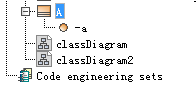 A
-a
classDiagram
classDiagram2
Code engineering sets